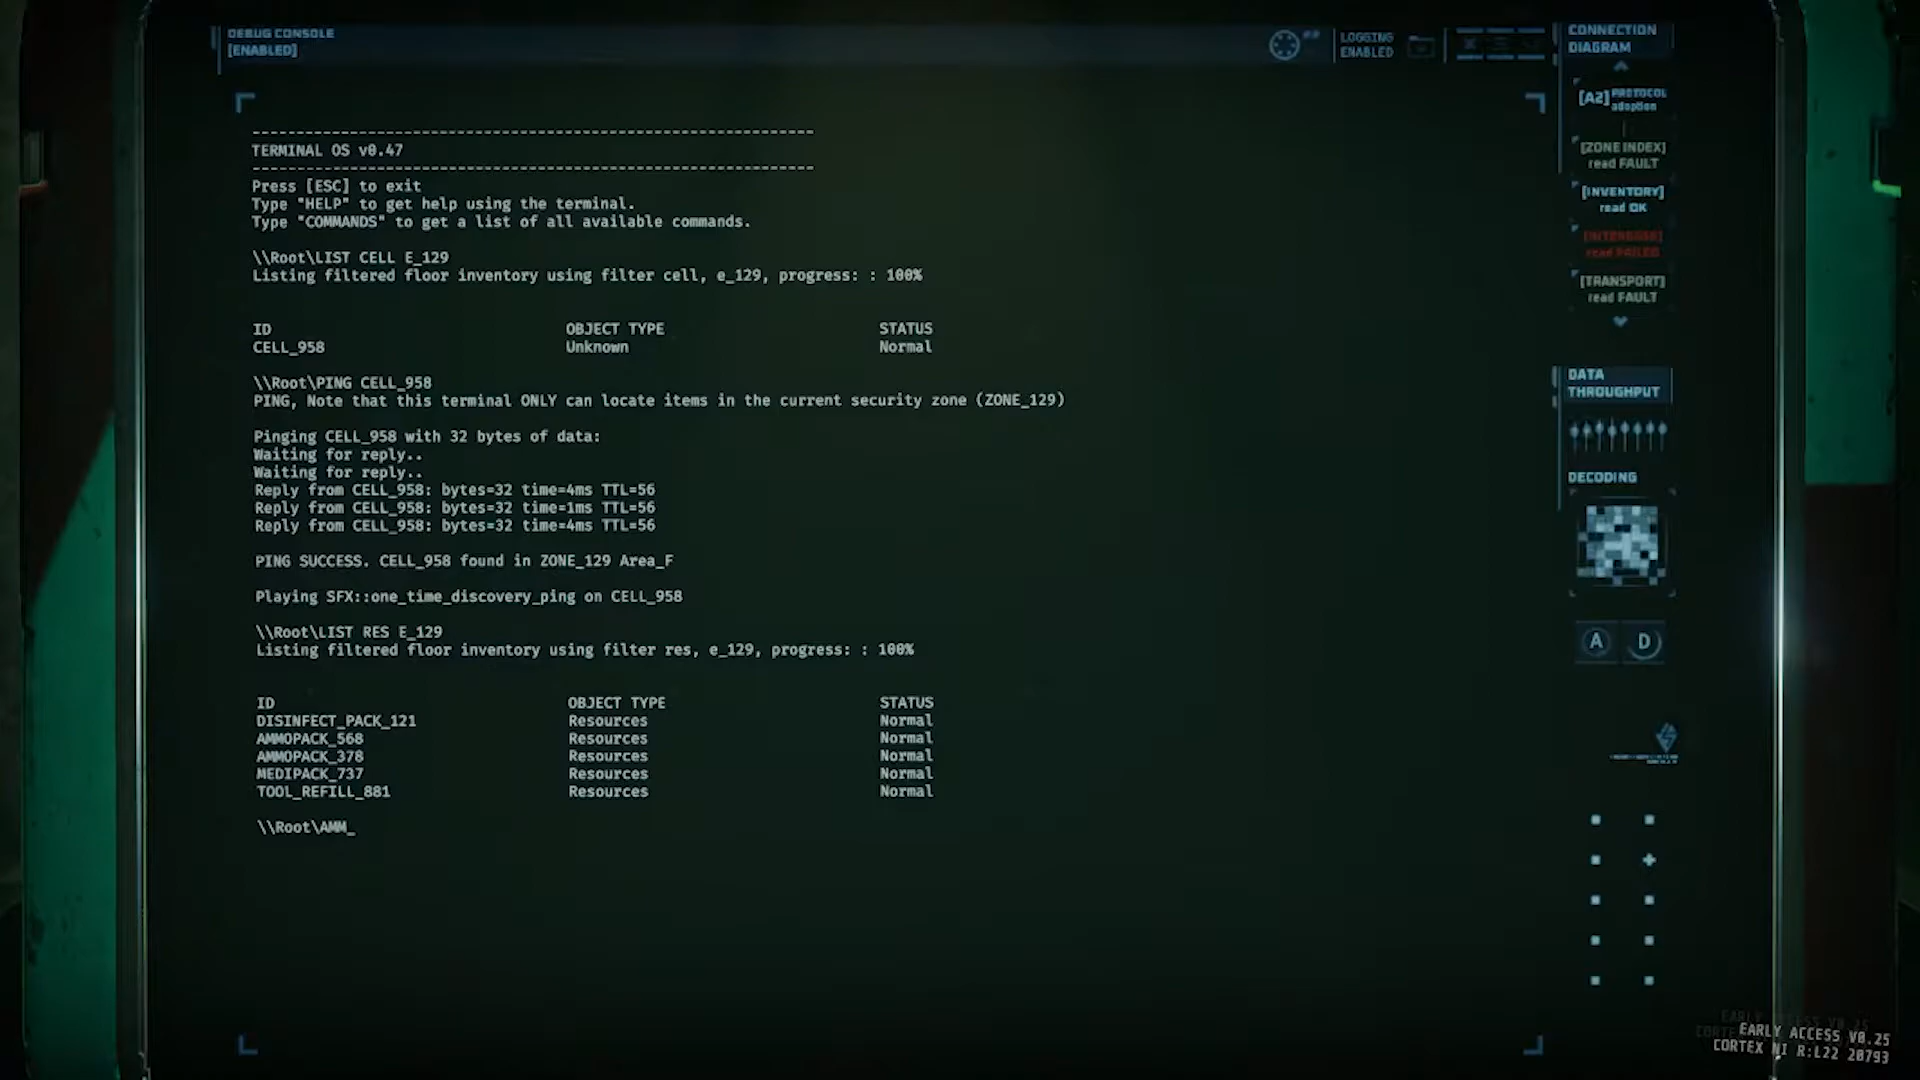 DEBUG CONSOLE
[ENABLED]
LOGGING
ENABLED
CONNECTION
DIAGRAM
[A2] PROTOCOL
adoption
[ZONE INDEX]
read FAULT
[INVENTORY]
read OK
read FAILED
[TRANSPORT]
read FAULT
DATA
THROUGHPUT
DECODING
A D
------------------------------------------------------------
TERMINAL OS v0.47
------------------------------------------------------------
Press [ESC] to exit
Type "HELP" to get help using the terminal.
Type "COMMANDS" to get a list of all available commands.
\\Root\LIST CELL E_129
Listing filtered floor inventory using filter cell, e_129, progress: : 100%
ID OBJECT TYPE STATUS
CELL_958 Unknown Normal
\\Root\PING CELL_958
PING, Note that this terminal ONLY can locate items in the current security zone (ZONE_129)
Pinging CELL_958 with 32 bytes of data:
Waiting for reply..
Waiting for reply..
Reply from CELL_958: bytes=32 time=4ms TTL=56
Reply from CELL_958: bytes=32 time=1ms TTL=56
Reply from CELL_958: bytes=32 time=4ms TTL=56
PING SUCCESS. CELL_958 found in ZONE_129 Area_F
Playing SFX::one_time_discovery_ping on CELL_958
\\Root\LIST RES E_129
Listing filtered floor inventory using filter res, e_129, progress: : 100%
ID OBJECT TYPE STATUS
DISINFECT_PACK_121 Resources Normal
AMMOPACK_568 Resources Normal
AMMOPACK_378 Resources Normal
MEDIPACK_737 Resources Normal
TOOL_REFILL_881 Resources Normal
\\Root\AMM_
EARLY ACCESS V0.25
CORTEX NI R:L22 20793